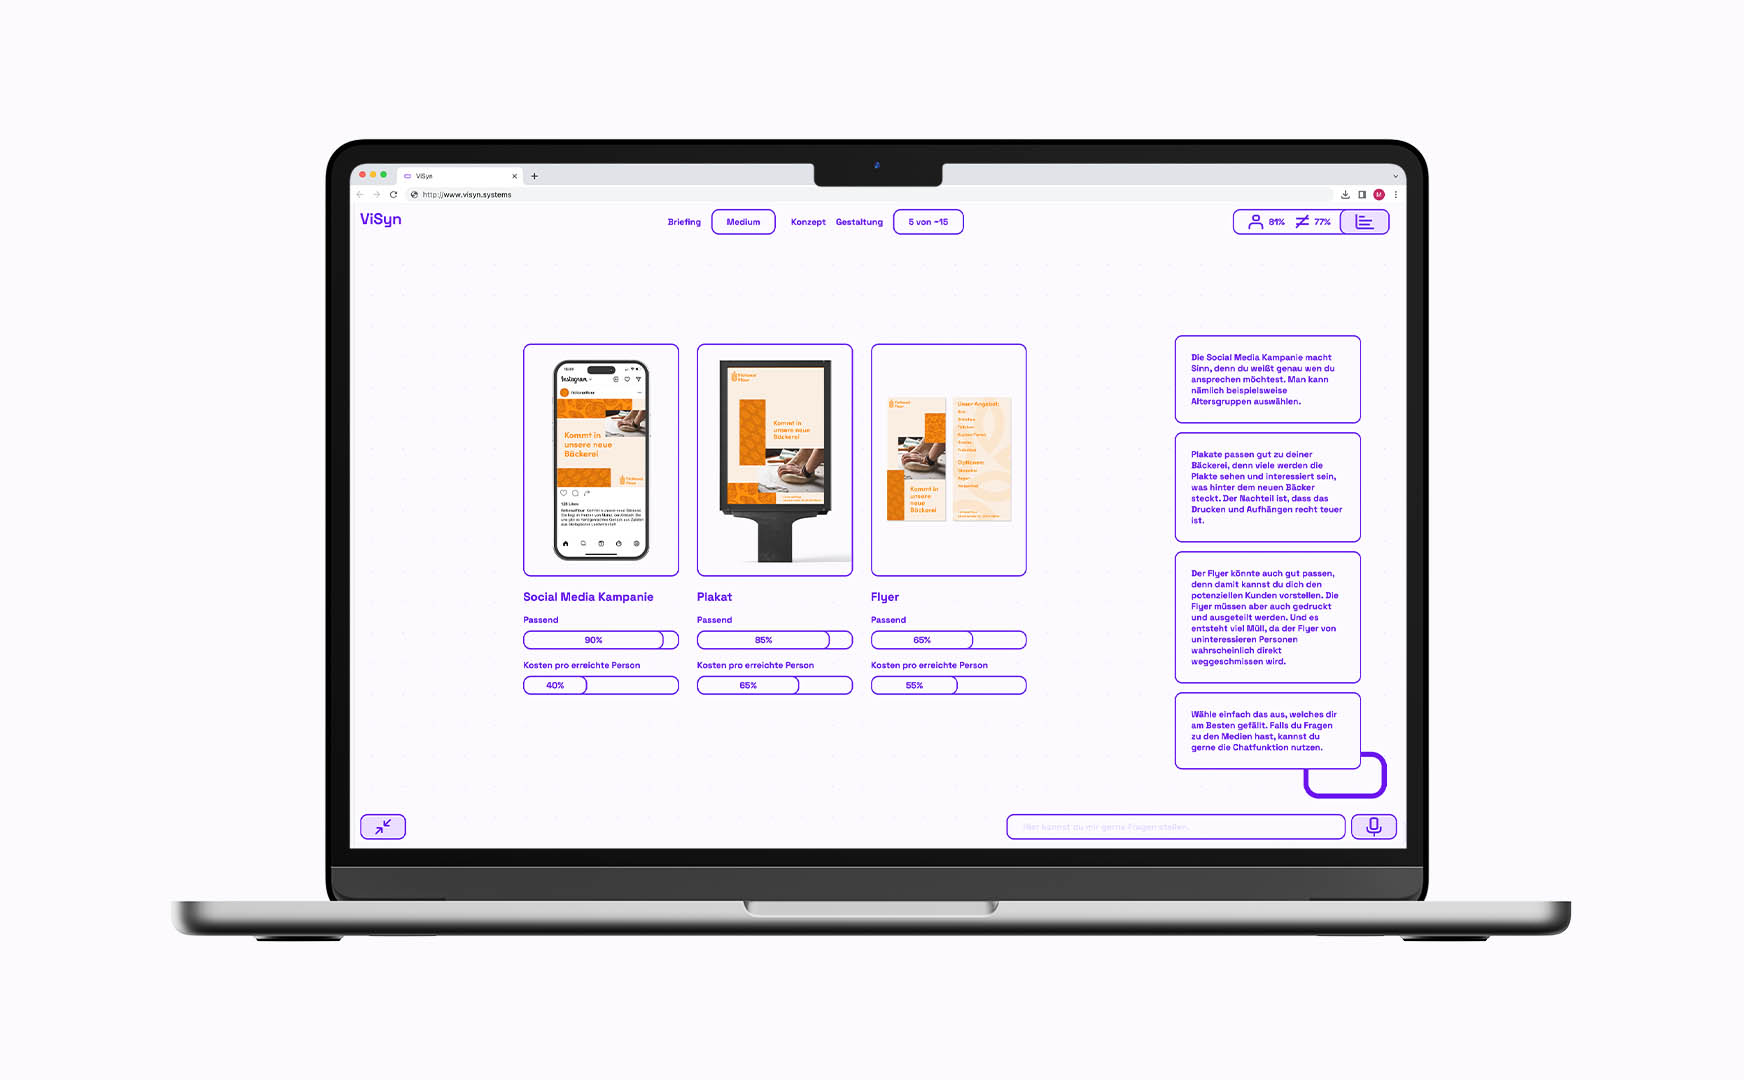 ViSyn
http://www.visyn.systems
M
ViSyn
Briefing
Medium
Konzept
Gestaltung
5 von ~15
81%
77%
Instagram
Kommt in
unsere neue
Bäckerei
128 Likes
Kommt in
unsere neue
Bäckerei
Unser Angebot:
Optionen:
Kommt in
unsere
neue
Bäckerei
Social Media Kampanie
Passend
90%
Kosten pro erreichte Person
40%
Plakat
Passend
85%
Kosten pro erreichte Person
65%
Flyer
Passend
65%
Kosten pro erreichte Person
55%
Die Social Media Kampanie macht
Sinn, denn du weißt genau wen du
ansprechen möchtest. Man kann
nämlich beispielsweise
Altersgruppen auswählen.
Plakate passen gut zu deiner
Bäckerei, denn viele werden die
Plakte sehen und interessiert sein,
was hinter dem neuen Bäcker
steckt. Der Nachteil ist, dass das
Drucken und Aufhängen recht teuer
ist.
Der Flyer könnte auch gut passen,
denn damit kannst du dich den
potenziellen Kunden vorstellen. Die
Flyer müssen aber auch gedruckt
und ausgeteilt werden. Und es
entsteht viel Müll, da der Flyer von
uninteressieren Personen
wahrscheinlich direkt
weggeschmissen wird.
Wähle einfach das aus, welches dir
am Besten gefällt. Falls du Fragen
zu den Medien hast, kannst du
gerne die Chatfunktion nutzen.
Hier kannst du mir gerne Fragen stellen.